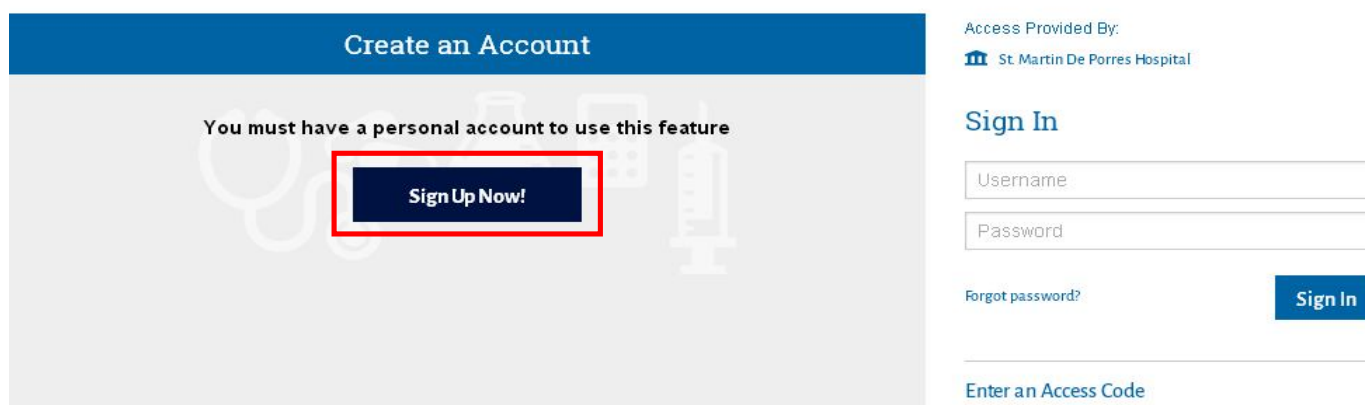 Create an Account
You must have a personal account to use this feature
Sign Up Now!
Access Provided By:
St. Martin De Porres Hospital
Sign In
Username
Password
Forgot password?
Sign In
Enter an Access Code